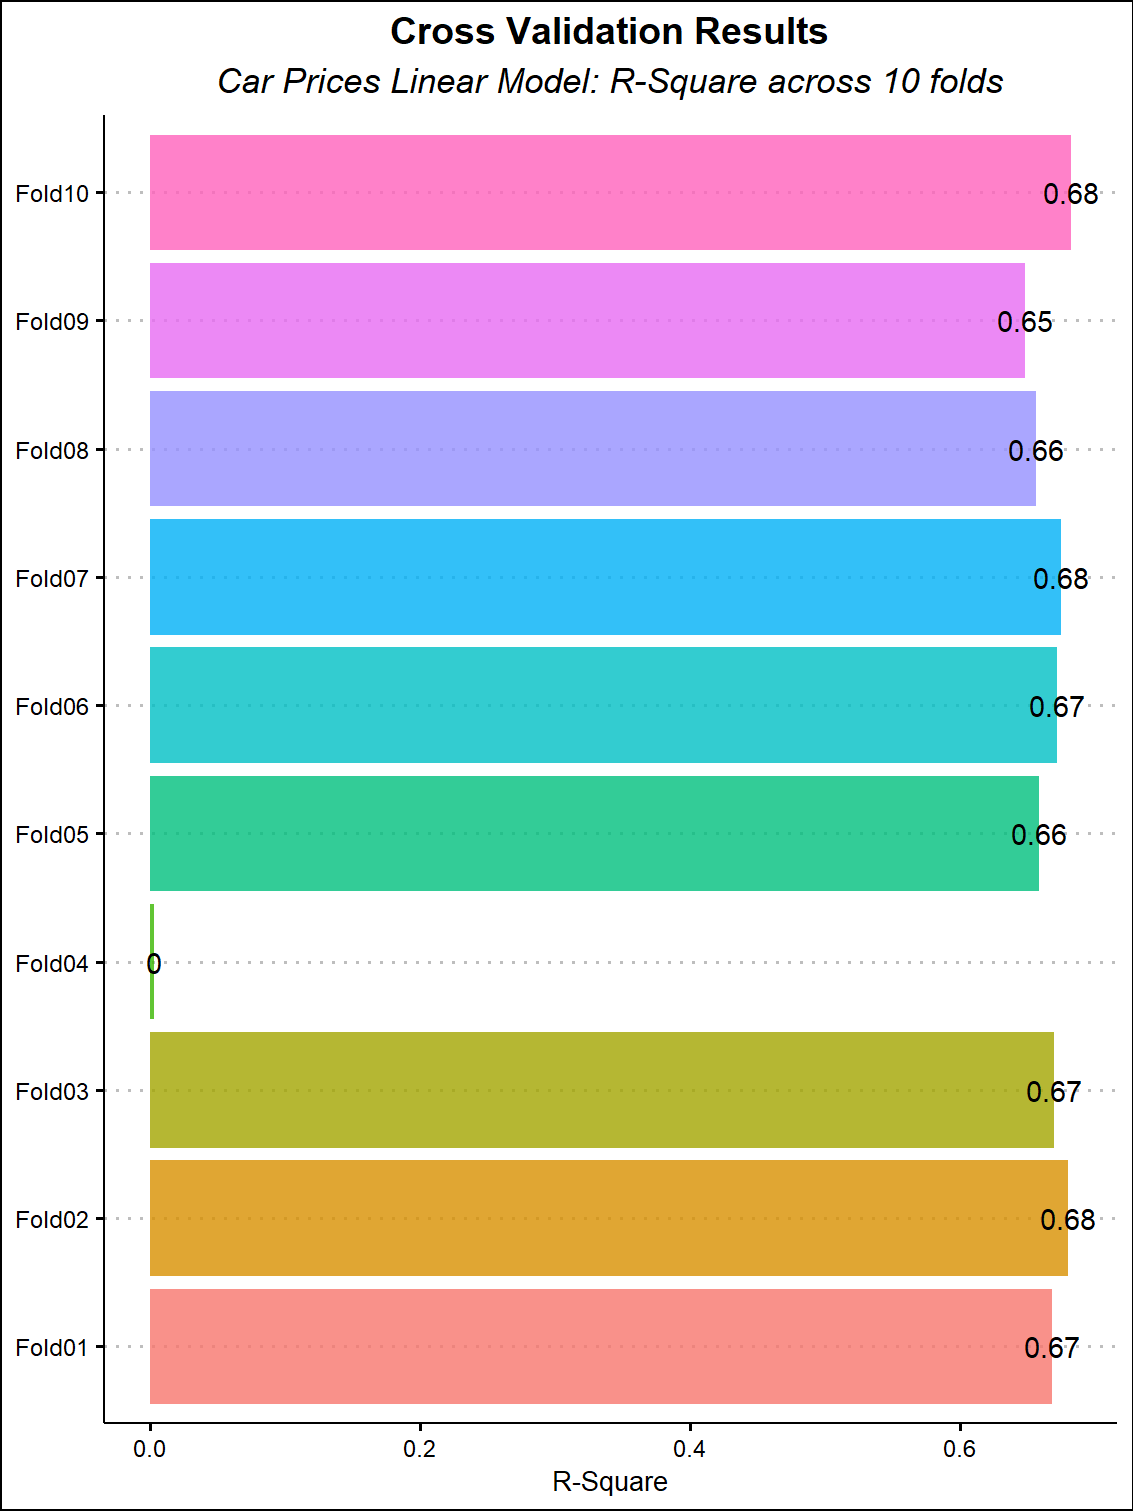 Cross Validation Results
Car Prices Linear Model: R-Square across 10 folds
Fold10 0.68
Fold09 0.65
Fold08 0.66
Fold07 0.68
Fold06 0.67
Fold05 0.66
Fold04 0
Fold03 0.67
Fold02 0.68
Fold01 0.67
0.0 0.2 0.4 0.6
R-Square